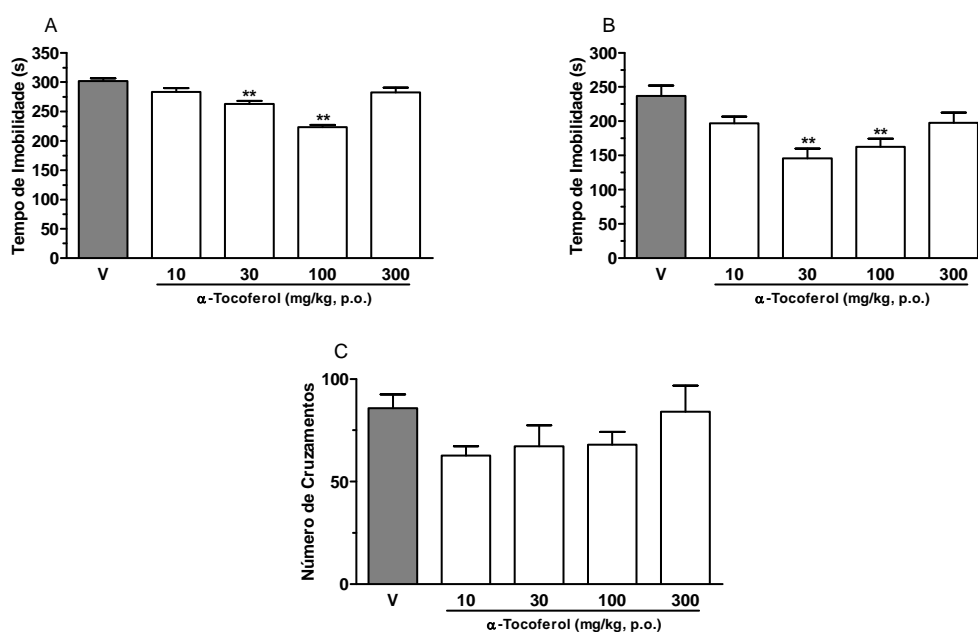 A
Tempo de Imobilidade (s)
350
300
250
200
150
100
50
0
**
**
V 10 30 100 300
α-Tocoferol (mg/kg, p.o.)
B
Tempo de Imobilidade (s)
300
250
200
150
100
50
0
**
**
V 10 30 100 300
α-Tocoferol (mg/kg, p.o.)
C
Número de Cruzamentos
100
50
0
V 10 30 100 300
α-Tocoferol (mg/kg, p.o.)